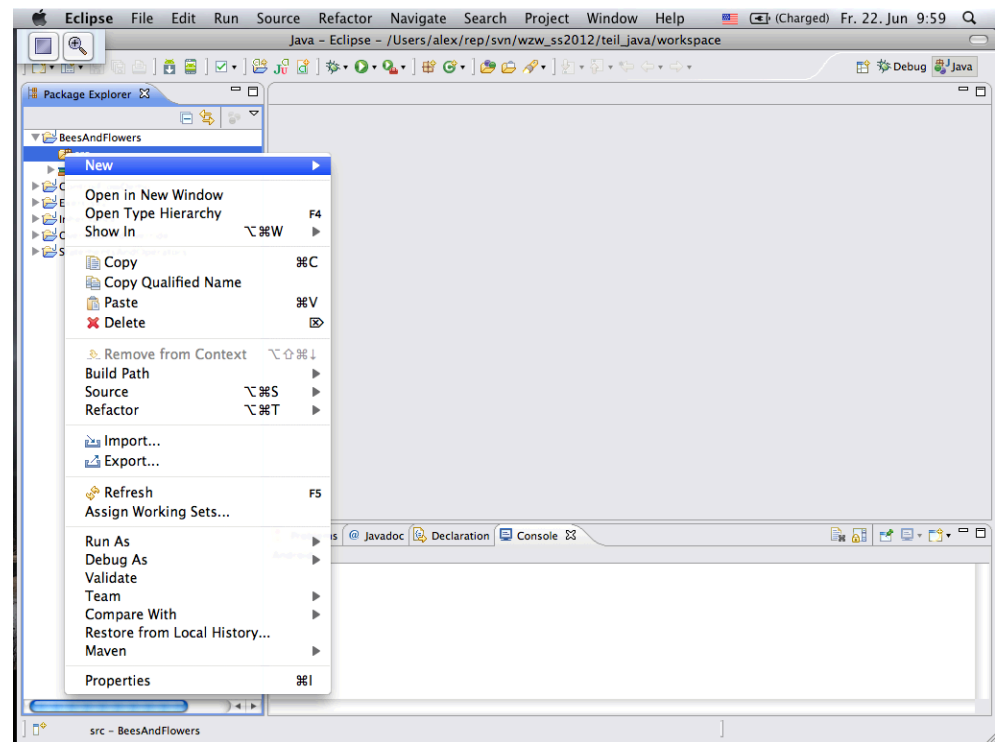 Eclipse File Edit Run Source Refactor Navigate Search Project Window Help (Charged) Fr. 22. Jun 9:59
Java – Eclipse – /Users/alex/rep/svn/wzw_ss2012/teil_java/workspace
Debug Java
Package Explorer
BeesAndFlowers
New
Open in New Window
Open Type Hierarchy F4
Show In ⌥⌘W
Copy ⌘C
Copy Qualified Name
Paste ⌘V
Delete ⌦
Remove from Context ⌥⇧⌘↓
Build Path
Source ⌥⌘S
Refactor ⌥⌘T
Import...
Export...
Refresh F5
Assign Working Sets...
Run As
Debug As
Validate
Team
Compare With
Restore from Local History...
Maven
Properties ⌘I
@ Javadoc Declaration Console
src – BeesAndFlowers